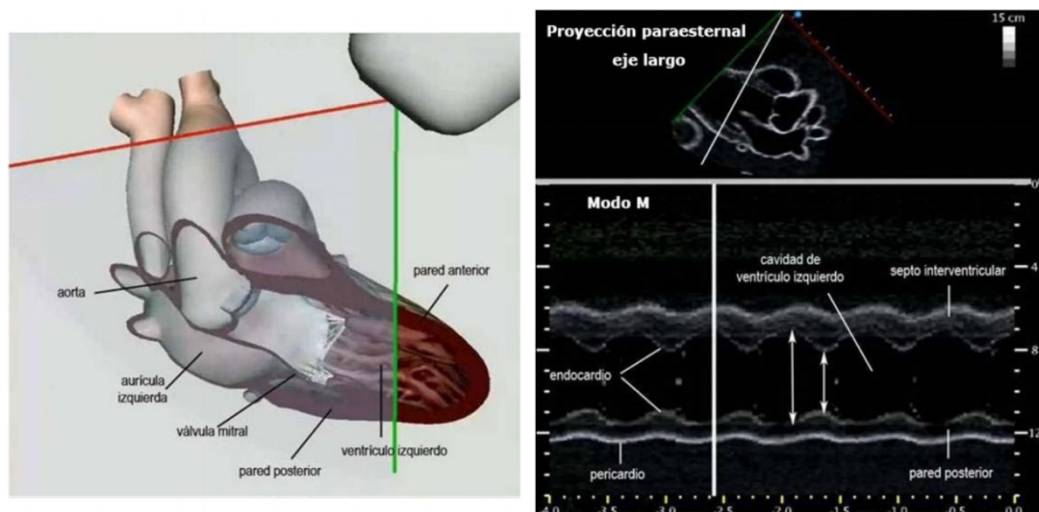 aorta
aurícula
izquierda
válvula mitral
pared posterior
ventrículo izquierdo
pared anterior
Proyección paraesternal
eje largo
15 cm
Modo M
cavidad de
ventrículo izquierdo
septo interventricular
endocardio
pericardio
pared posterior
0
4
8
12
-4.0
-3.5
-3.0
-2.5
-2.0
-1.5
-1.0
-0.5
0.0